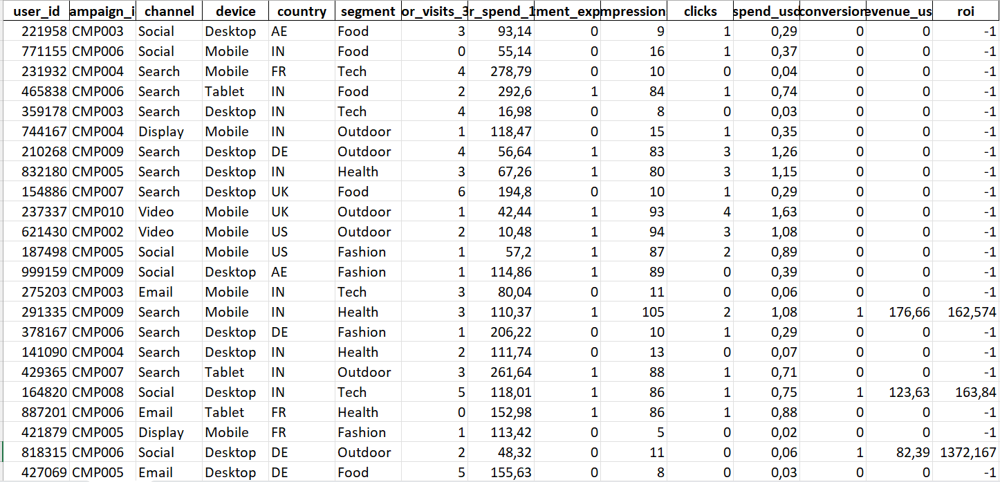 user_id ampaign_i channel device country segment or_visits_3 r_spend_1 tment_exp mpression clicks spend_usd conversion evenue_us roi
221958 CMP003 Social Desktop AE Food 3 93,14 0 9 1 0,29 0 0 -1
771155 CMP006 Social Mobile IN Food 0 55,14 0 16 1 0,37 0 0 -1
231932 CMP004 Search Mobile FR Tech 4 278,79 0 10 0 0,04 0 0 -1
465838 CMP006 Search Tablet IN Food 2 292,6 1 84 1 0,74 0 0 -1
359178 CMP003 Search Desktop IN Tech 4 16,98 0 8 0 0,03 0 0 -1
744167 CMP004 Display Mobile IN Outdoor 1 118,47 0 15 1 0,35 0 0 -1
210268 CMP009 Search Desktop DE Outdoor 4 56,64 1 83 3 1,26 0 0 -1
832180 CMP005 Search Desktop IN Health 3 67,26 1 80 3 1,15 0 0 -1
154886 CMP007 Search Desktop UK Food 6 194,8 0 10 1 0,29 0 0 -1
237337 CMP010 Video Mobile UK Outdoor 1 42,44 1 93 4 1,63 0 0 -1
621430 CMP002 Video Mobile US Outdoor 2 10,48 1 94 3 1,08 0 0 -1
187498 CMP005 Social Mobile US Fashion 1 57,2 1 87 2 0,89 0 0 -1
999159 CMP009 Social Desktop AE Fashion 1 114,86 1 89 0 0,39 0 0 -1
275203 CMP003 Email Mobile IN Tech 3 80,04 0 11 0 0,06 0 0 -1
291335 CMP009 Search Mobile IN Health 3 110,37 1 105 2 1,08 1 176,66 162,574
378167 CMP006 Search Desktop DE Fashion 1 206,22 0 10 1 0,29 0 0 -1
141090 CMP004 Search Desktop IN Health 2 111,74 0 13 0 0,07 0 0 -1
429365 CMP007 Search Tablet IN Outdoor 3 261,64 1 88 1 0,71 0 0 -1
164820 CMP008 Social Desktop IN Tech 5 118,01 1 86 1 0,75 1 123,63 163,84
887201 CMP006 Email Tablet FR Health 0 152,98 1 86 1 0,88 0 0 -1
421879 CMP005 Display Mobile FR Fashion 1 113,42 0 5 0 0,02 0 0 -1
818315 CMP006 Social Desktop DE Outdoor 2 48,32 0 11 0 0,06 1 82,39 1372,167
427069 CMP005 Email Desktop DE Food 5 155,63 0 8 0 0,03 0 0 -1